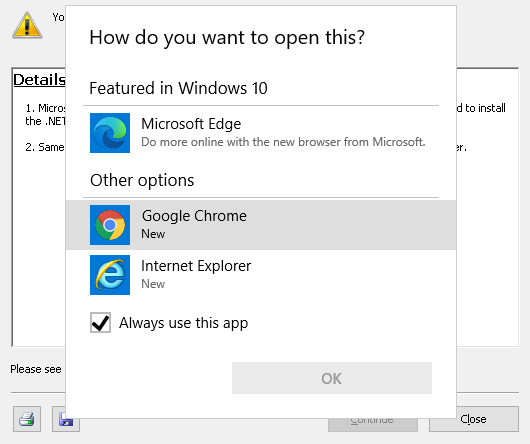 Yo
How do you want to open this?
Featured in Windows 10
Details
1. Micros
d to install
the .NET
Microsoft Edge
Do more online with the new browser from Microsoft.
2. Same
er.
Other options
Google Chrome
New
Internet Explorer
New
Always use this app
Please see
OK
Continue
Close